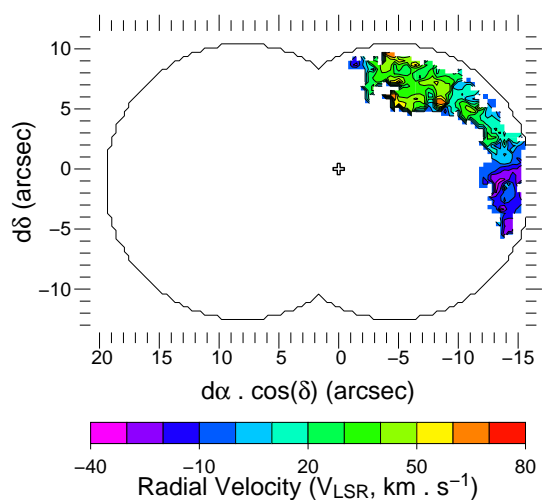 10
5
0
−5
−10
dδ (arcsec)
20 15 10 5 0 −5 −10 −15
dα . cos(δ) (arcsec)
−40 −10 20 50 80
Radial Velocity (V_LSR, km . s⁻¹)